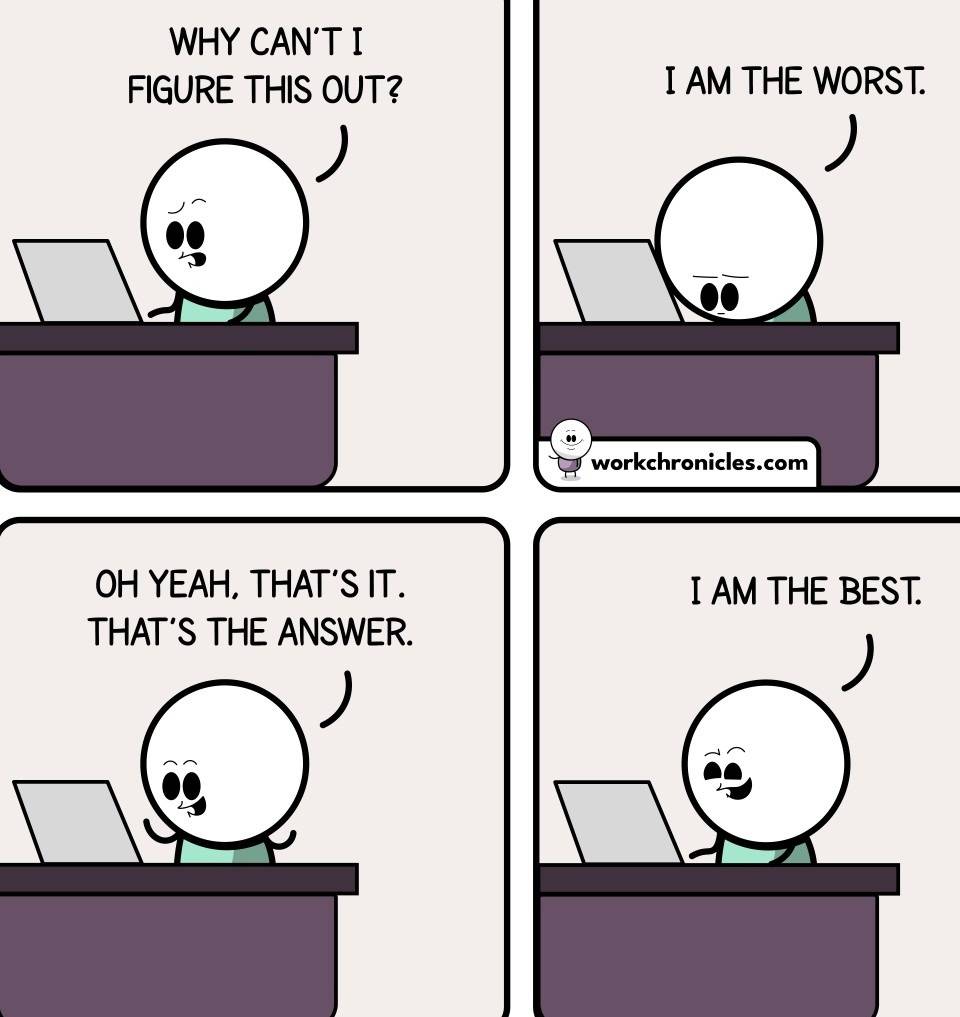 WHY CAN'T I
FIGURE THIS OUT?
I AM THE WORST.
workchronicles.com
OH YEAH, THAT'S IT.
THAT'S THE ANSWER.
I AM THE BEST.